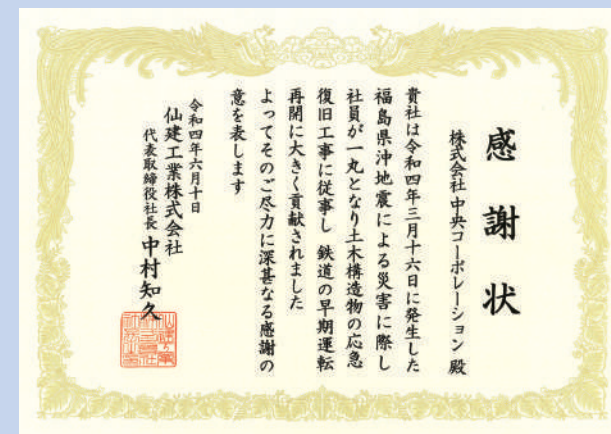 感謝状
株式会社 中央コーポレーション 殿
貴社は令和四年三月十六日に発生した
福島県沖地震による災害に際し
社員が一丸となり土木構造物の応急
復旧工事に従事し 鉄道の早期運転
再開に大きく貢献されました
よってそのご尽力に深甚なる感謝の
意を表します
令和四年六月十日
仙建工業株式会社
代表取締役社長 中村知久